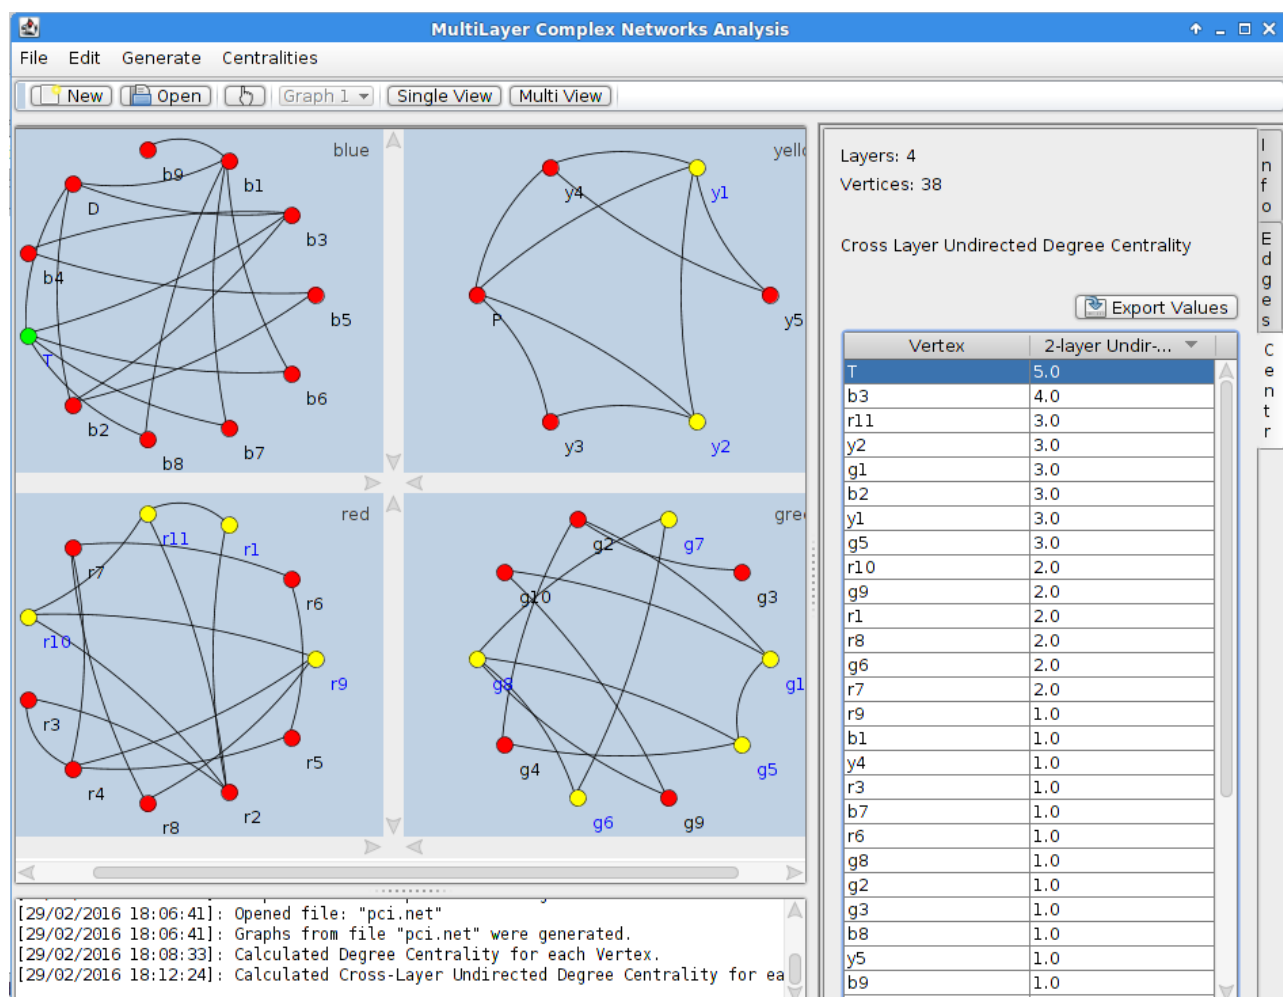 MultiLayer Complex Networks Analysis
File Edit Generate Centralities
New Open Graph 1 Single View Multi View
blue
b9
b1
D
b3
b4
b5
T
b6
b2
b7
b8
yello
y4
y1
P
y5
y3
y2
red
r11
r1
r7
r6
r10
r9
r3
r5
r4
r2
r8
gree
g2
g7
g10
g3
g8
g1
g4
g5
g6
g9
Layers: 4
Vertices: 38
Cross Layer Undirected Degree Centrality
Export Values
Vertex 2-layer Undir-...
T 5.0
b3 4.0
r11 3.0
y2 3.0
g1 3.0
b2 3.0
y1 3.0
g5 3.0
r10 2.0
g9 2.0
r1 2.0
r8 2.0
g6 2.0
r7 2.0
r9 1.0
b1 1.0
y4 1.0
r3 1.0
b7 1.0
r6 1.0
g8 1.0
g2 1.0
g3 1.0
b8 1.0
y5 1.0
b9 1.0
Info
Edges
Centr
[29/02/2016 18:06:41]: Opened file: "pci.net"
[29/02/2016 18:06:41]: Graphs from file "pci.net" were generated.
[29/02/2016 18:08:33]: Calculated Degree Centrality for each Vertex.
[29/02/2016 18:12:24]: Calculated Cross-Layer Undirected Degree Centrality for ea